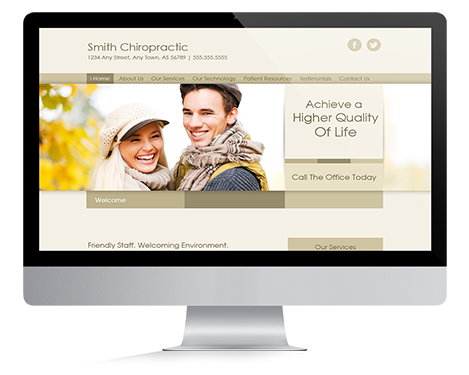 Smith Chiropractic
1234 Any Street, Any Town, AS 56789 | 555.555.5555
Home About Us Our Services Our Technology Patient Resources Testimonials Contact Us
Achieve a
Higher Quality
Of Life
Call The Office Today
Welcome
Friendly Staff. Welcoming Environment.
Our Services